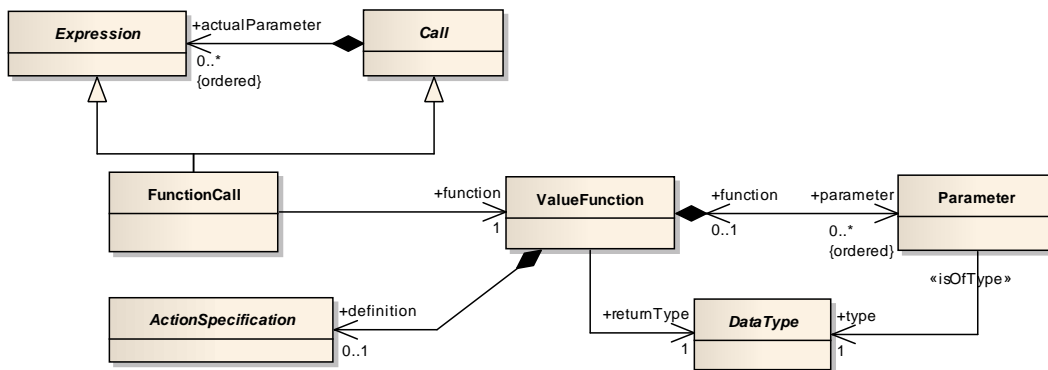 Expression
+actualParameter
Call
0..*
{ordered}
FunctionCall
+function
1
ValueFunction
+function
0..1
+parameter
0..*
{ordered}
Parameter
«isOfType»
ActionSpecification
+definition
0..1
+returnType
1
DataType
+type
1